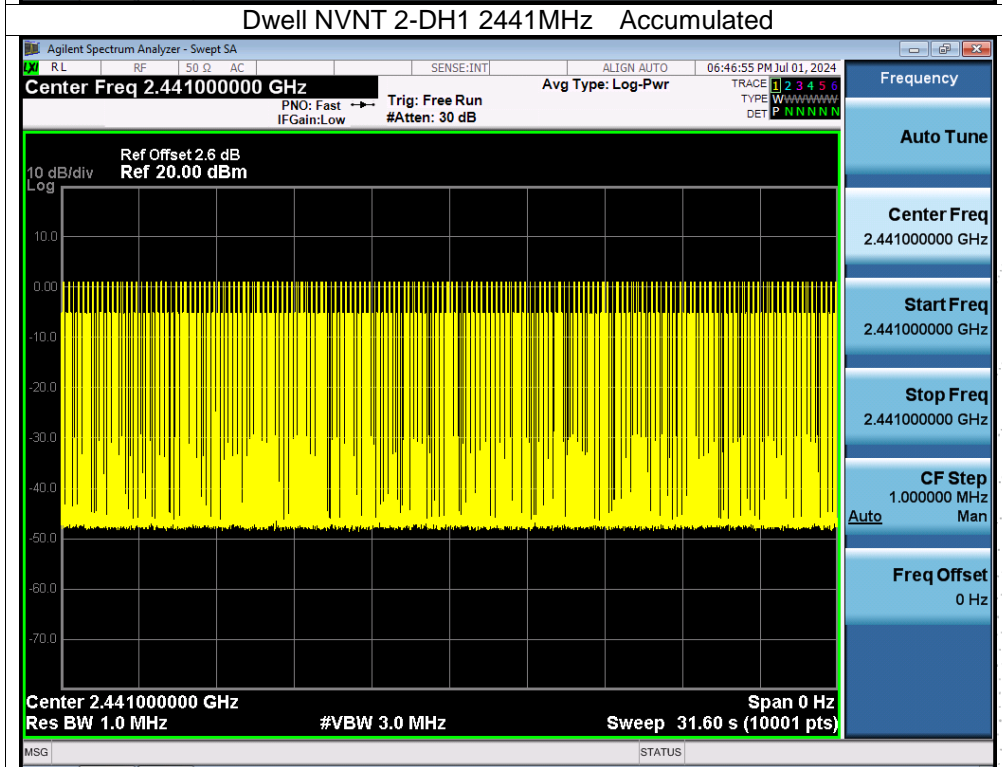 Dwell NVNT 2-DH1 2441MHz Accumulated
Agilent Spectrum Analyzer - Swept SA
LXI RL RF 50 Ω AC SENSE:INT ALIGN AUTO 06:46:55 PM Jul 01, 2024
Center Freq 2.441000000 GHz
PNO: Fast
IFGain:Low
Trig: Free Run
#Atten: 30 dB
Avg Type: Log-Pwr
TRACE 1 2 3 4 5 6
TYPE WWWWWW
DET P N N N N N
Frequency
Auto Tune
Center Freq
2.441000000 GHz
Start Freq
2.441000000 GHz
Stop Freq
2.441000000 GHz
CF Step
1.000000 MHz
Auto Man
Freq Offset
0 Hz
Ref Offset 2.6 dB
10 dB/div Ref 20.00 dBm
Log
10.0
0.00
-10.0
-20.0
-30.0
-40.0
-50.0
-60.0
-70.0
Center 2.441000000 GHz Span 0 Hz
Res BW 1.0 MHz #VBW 3.0 MHz Sweep 31.60 s (10001 pts)
MSG STATUS